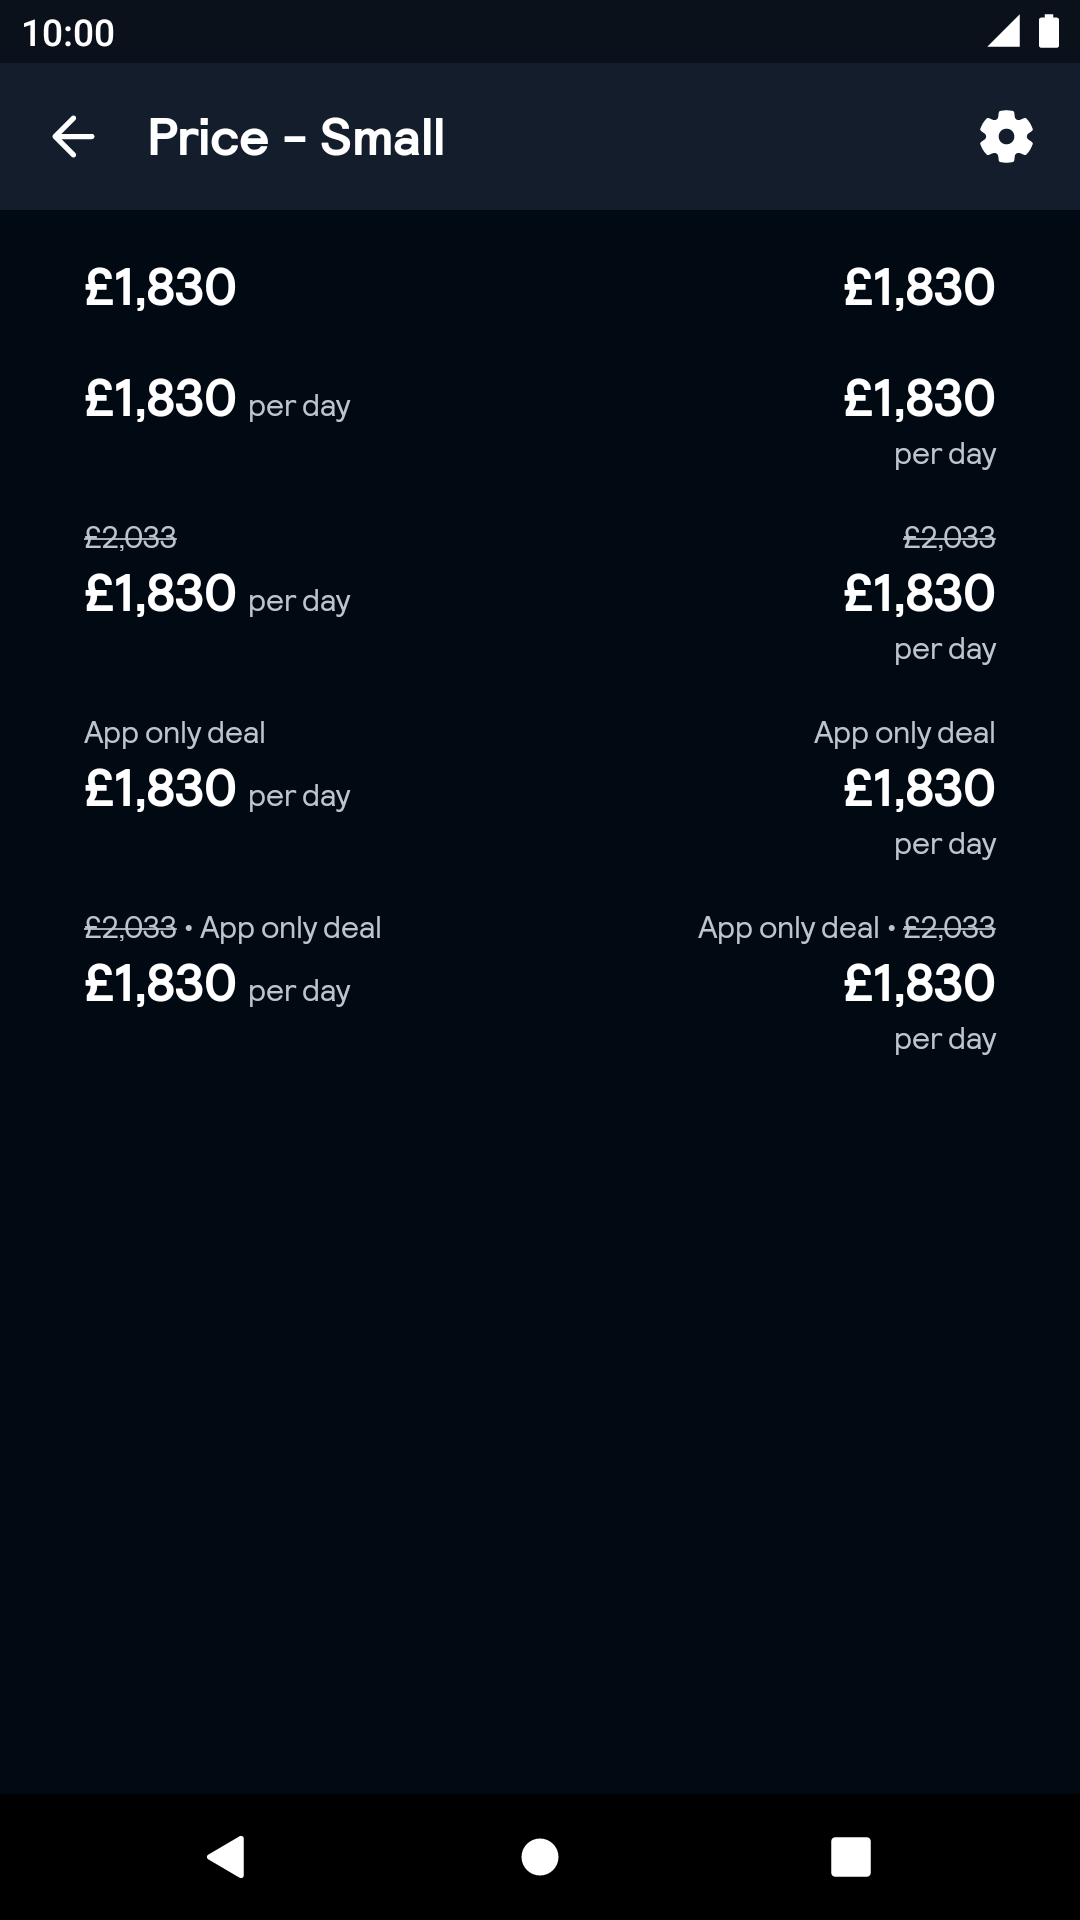 10:00
Price - Small
£1,830 £1,830
£1,830 per day £1,830
per day
£2,033 £2,033
£1,830 per day £1,830
per day
App only deal App only deal
£1,830 per day £1,830
per day
£2,033 • App only deal App only deal • £2,033
£1,830 per day £1,830
per day